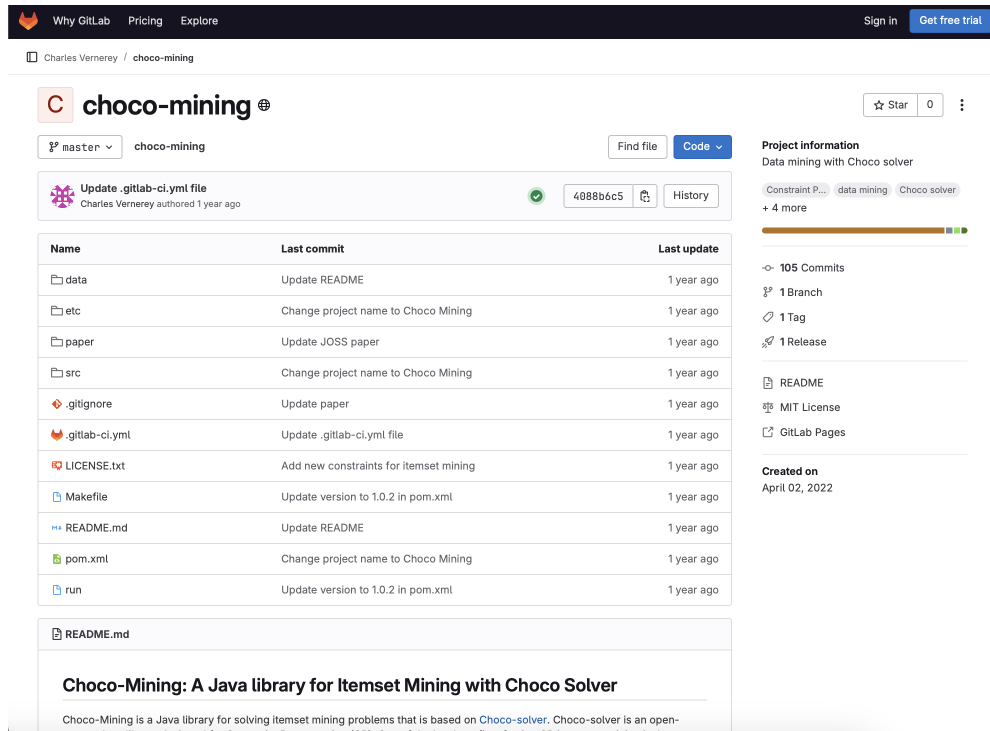 Why GitLab Pricing Explore Sign in Get free trial
Charles Vernerey / choco-mining
C choco-mining
Star 0
master choco-mining Find file Code
Update .gitlab-ci.yml file
Charles Vernerey authored 1 year ago
4088b6c5 History
Name Last commit Last update
data Update README 1 year ago
etc Change project name to Choco Mining 1 year ago
paper Update JOSS paper 1 year ago
src Change project name to Choco Mining 1 year ago
.gitignore Update paper 1 year ago
.gitlab-ci.yml Update .gitlab-ci.yml file 1 year ago
LICENSE.txt Add new constraints for itemset mining 1 year ago
Makefile Update version to 1.0.2 in pom.xml 1 year ago
README.md Update README 1 year ago
pom.xml Change project name to Choco Mining 1 year ago
run Update version to 1.0.2 in pom.xml 1 year ago
README.md
Choco-Mining: A Java library for Itemset Mining with Choco Solver
Choco-Mining is a Java library for solving itemset mining problems that is based on Choco-solver. Choco-solver is an open-
Project information
Data mining with Choco solver
Constraint P... data mining Choco solver
+ 4 more
105 Commits
1 Branch
1 Tag
1 Release
README
MIT License
GitLab Pages
Created on
April 02, 2022